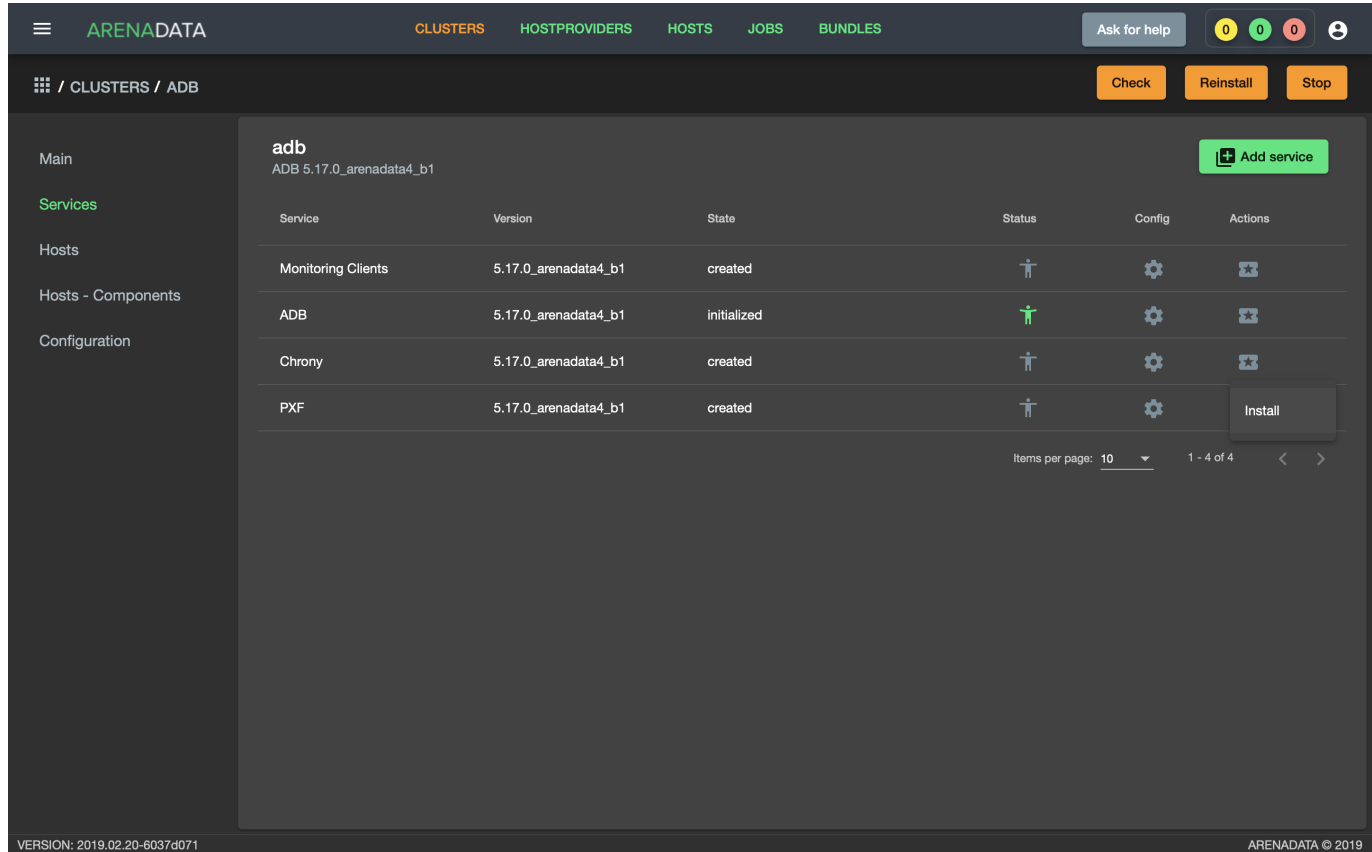 ARENADATA CLUSTERS HOSTPROVIDERS HOSTS JOBS BUNDLES Ask for help 0 0 0
/ CLUSTERS / ADB Check Reinstall Stop
Main
Services
Hosts
Hosts - Components
Configuration
adb
ADB 5.17.0_arenadata4_b1
Add service
Service Version State Status Config Actions
Monitoring Clients 5.17.0_arenadata4_b1 created
ADB 5.17.0_arenadata4_b1 initialized
Chrony 5.17.0_arenadata4_b1 created
PXF 5.17.0_arenadata4_b1 created
Install
Items per page: 10 1 - 4 of 4
VERSION: 2019.02.20-6037d071 ARENADATA © 2019